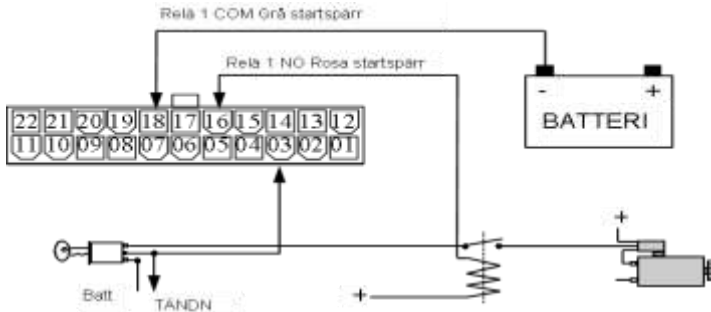 Relä 1 COM Grå startspärr
Relä 1 NO Rosa startspärr
- +
BATTERI
22 21 20 19 18 17 16 15 14 13 12
11 10 09 08 07 06 05 04 03 02 01
+
Batt
TÄNDN
+